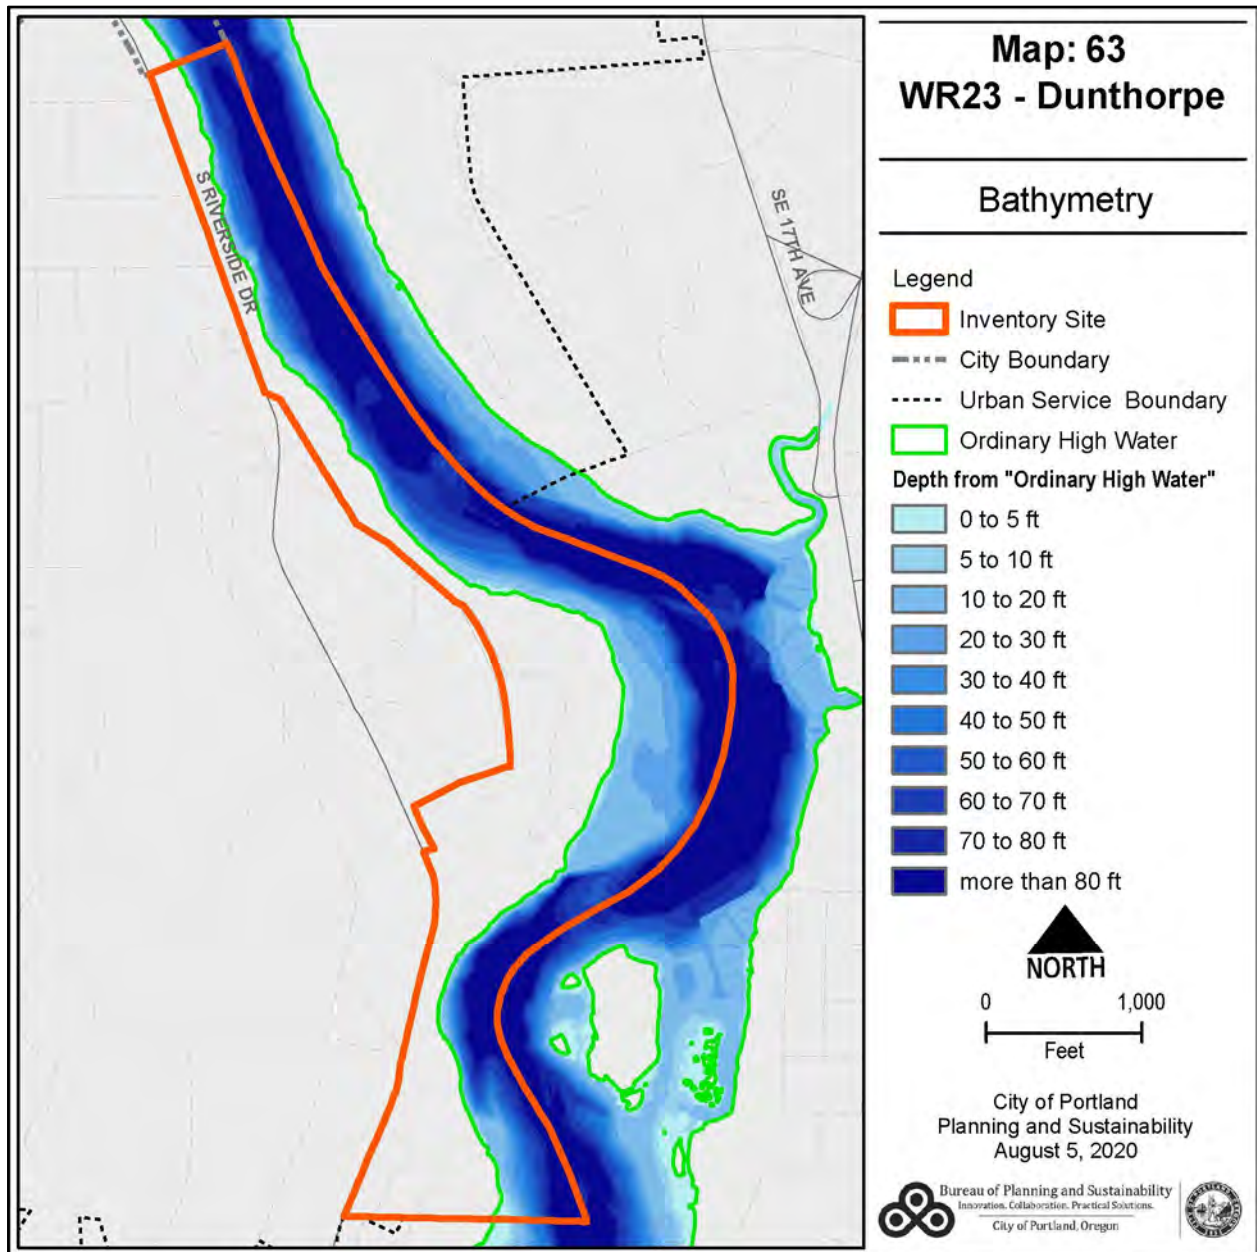 Map: 63
WR23 - Dunthorpe
Bathymetry
S RIVERSIDE DR
SE 17TH AVE
Legend
Inventory Site
City Boundary
Urban Service Boundary
Ordinary High Water
Depth from "Ordinary High Water"
0 to 5 ft
5 to 10 ft
10 to 20 ft
20 to 30 ft
30 to 40 ft
40 to 50 ft
50 to 60 ft
60 to 70 ft
70 to 80 ft
more than 80 ft
NORTH
0 1,000
Feet
City of Portland
Planning and Sustainability
August 5, 2020
Bureau of Planning and Sustainability
Innovation. Collaboration. Practical Solutions.
City of Portland, Oregon